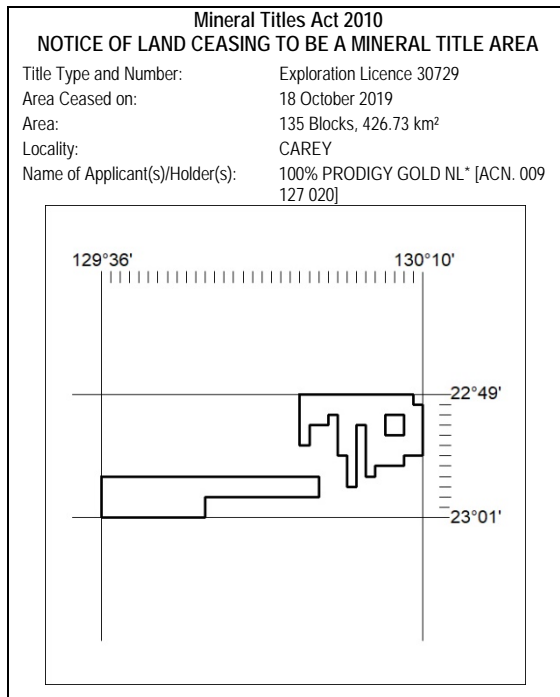 Mineral Titles Act 2010
NOTICE OF LAND CEASING TO BE A MINERAL TITLE AREA
Title Type and Number: Exploration Licence 30729
Area Ceased on: 18 October 2019
Area: 135 Blocks, 426.73 km²
Locality: CAREY
Name of Applicant(s)/Holder(s): 100% PRODIGY GOLD NL* [ACN. 009
127 020]
129°36' 130°10'
22°49'
23°01'